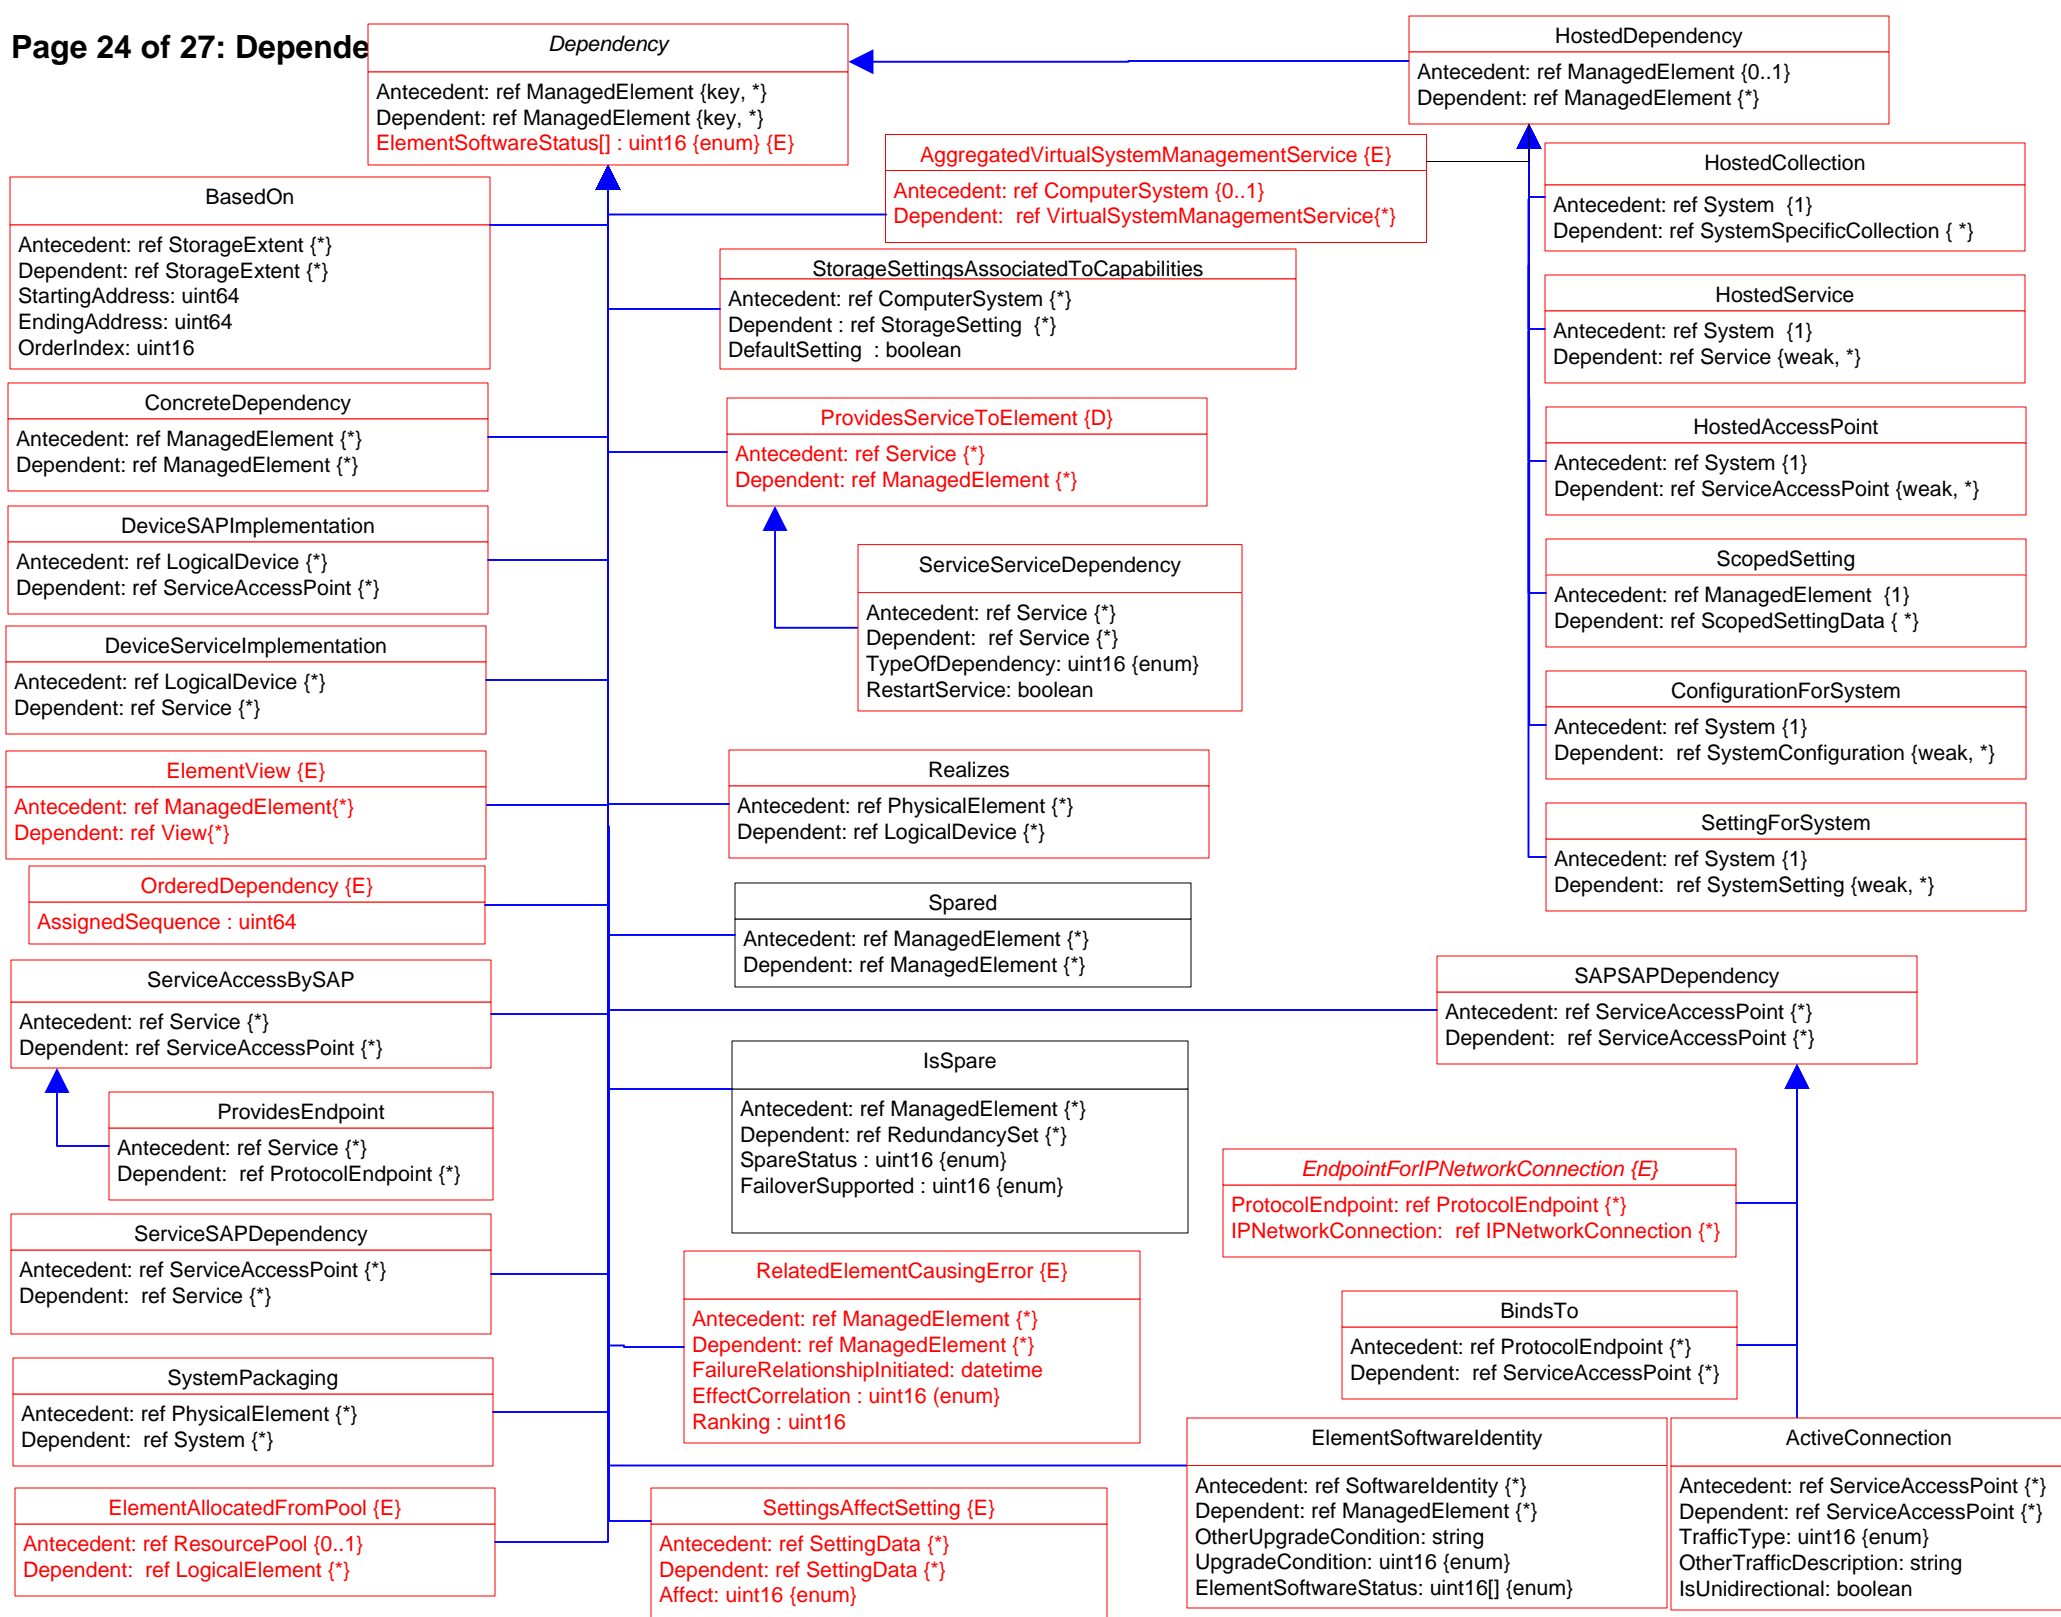 Page 24 of 27: Depende
Dependency
Antecedent: ref ManagedElement {key, *}
Dependent: ref ManagedElement {key, *}
ElementSoftwareStatus[] : uint16 {enum} {E}
HostedDependency
Antecedent: ref ManagedElement {0..1}
Dependent: ref ManagedElement {*}
AggregatedVirtualSystemManagementService {E}
Antecedent: ref ComputerSystem {0..1}
Dependent:  ref VirtualSystemManagementService{*}
BasedOn
Antecedent: ref StorageExtent {*}
Dependent: ref StorageExtent {*}
StartingAddress: uint64
EndingAddress: uint64
OrderIndex: uint16
StorageSettingsAssociatedToCapabilities
Antecedent: ref ComputerSystem {*}
Dependent : ref StorageSetting  {*}
DefaultSetting  : boolean
HostedCollection
Antecedent: ref System  {1}
Dependent: ref SystemSpecificCollection { *}
HostedService
Antecedent: ref System  {1}
Dependent: ref Service {weak, *}
ConcreteDependency
Antecedent: ref ManagedElement {*}
Dependent: ref ManagedElement {*}
ProvidesServiceToElement {D}
Antecedent: ref Service {*}
Dependent: ref ManagedElement {*}
HostedAccessPoint
Antecedent: ref System {1}
Dependent: ref ServiceAccessPoint {weak, *}
DeviceSAPImplementation
Antecedent: ref LogicalDevice {*}
Dependent: ref ServiceAccessPoint {*}
ServiceServiceDependency
Antecedent: ref Service {*}
Dependent:  ref Service {*}
TypeOfDependency: uint16 {enum}
RestartService: boolean
ScopedSetting
Antecedent: ref ManagedElement  {1}
Dependent: ref ScopedSettingData { *}
DeviceServiceImplementation
Antecedent: ref LogicalDevice {*}
Dependent: ref Service {*}
ConfigurationForSystem
Antecedent: ref System {1}
Dependent:  ref SystemConfiguration {weak, *}
ElementView {E}
Antecedent: ref ManagedElement{*}
Dependent: ref View{*}
Realizes
Antecedent: ref PhysicalElement {*}
Dependent: ref LogicalDevice {*}
SettingForSystem
Antecedent: ref System {1}
Dependent:  ref SystemSetting {weak, *}
OrderedDependency {E}
AssignedSequence : uint64
Spared
Antecedent: ref ManagedElement {*}
Dependent: ref ManagedElement {*}
ServiceAccessBySAP
Antecedent: ref Service {*}
Dependent: ref ServiceAccessPoint {*}
SAPSAPDependency
Antecedent: ref ServiceAccessPoint {*}
Dependent:  ref ServiceAccessPoint {*}
IsSpare
Antecedent: ref ManagedElement {*}
Dependent: ref RedundancySet {*}
SpareStatus : uint16 {enum}
FailoverSupported : uint16 {enum}
ProvidesEndpoint
Antecedent: ref Service {*}
Dependent:  ref ProtocolEndpoint {*}
EndpointForIPNetworkConnection {E}
ProtocolEndpoint: ref ProtocolEndpoint {*}
IPNetworkConnection:  ref IPNetworkConnection {*}
ServiceSAPDependency
Antecedent: ref ServiceAccessPoint {*}
Dependent:  ref Service {*}
RelatedElementCausingError {E}
Antecedent: ref ManagedElement {*}
Dependent: ref ManagedElement {*}
FailureRelationshipInitiated: datetime
EffectCorrelation : uint16 (enum}
Ranking : uint16
BindsTo
Antecedent: ref ProtocolEndpoint {*}
Dependent:  ref ServiceAccessPoint {*}
SystemPackaging
Antecedent: ref PhysicalElement {*}
Dependent:  ref System {*}
ElementSoftwareIdentity
Antecedent: ref SoftwareIdentity {*}
Dependent: ref ManagedElement {*}
OtherUpgradeCondition: string
UpgradeCondition: uint16 {enum}
ElementSoftwareStatus: uint16[] {enum}
ActiveConnection
Antecedent: ref ServiceAccessPoint {*}
Dependent: ref ServiceAccessPoint {*}
TrafficType: uint16 {enum}
OtherTrafficDescription: string
IsUnidirectional: boolean
ElementAllocatedFromPool {E}
Antecedent: ref ResourcePool {0..1}
Dependent:  ref LogicalElement {*}
SettingsAffectSetting {E}
Antecedent: ref SettingData {*}
Dependent: ref SettingData {*}
Affect: uint16 {enum}